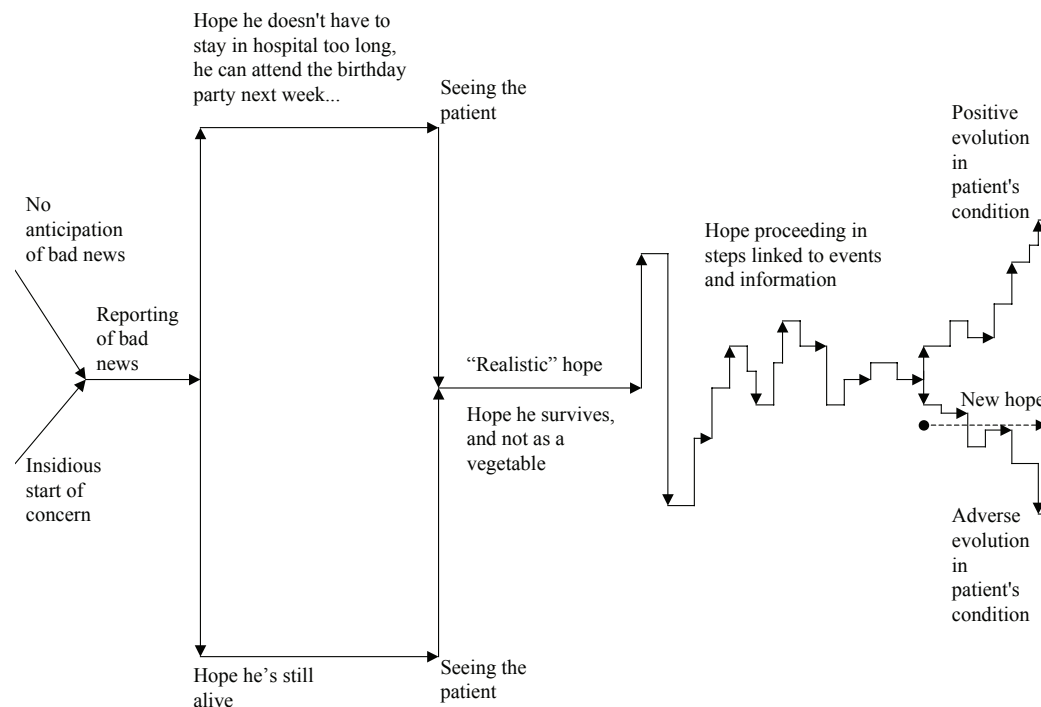 Hope he doesn't have to
stay in hospital too long,
he can attend the birthday
party next week...
Seeing the
patient
Positive
evolution
in
patient's
condition
No
anticipation
of bad news
Hope proceeding in
steps linked to events
and information
Reporting
of bad
news
“Realistic” hope
Hope he survives,
and not as a
vegetable
New hope
Insidious
start of
concern
Adverse
evolution
in
patient's
condition
Hope he’s still
alive
Seeing the
patient